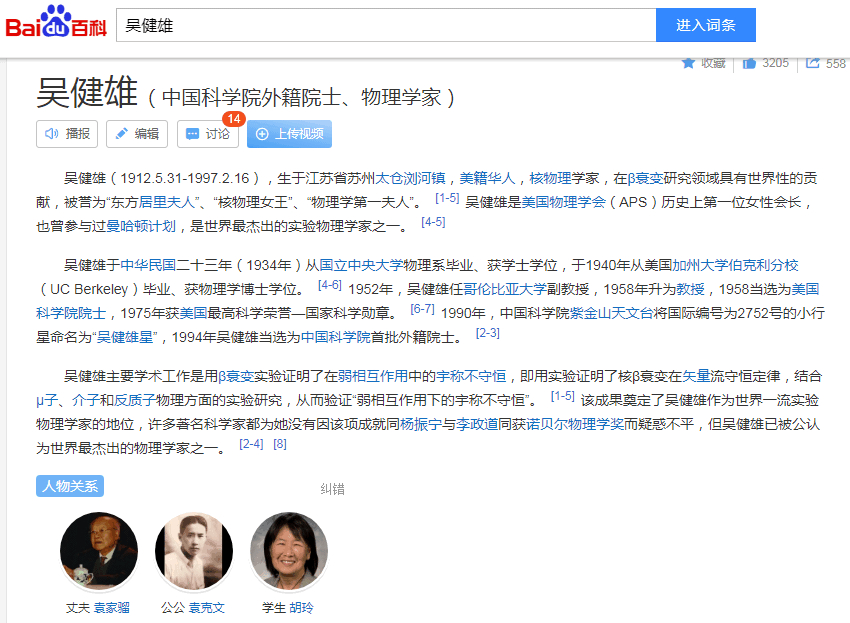 Bai du 百科
吴健雄
进入词条
收藏 3205 558
吴健雄（中国科学院外籍院士、物理学家）
播报 编辑 讨论 14 上传视频
吴健雄（1912.5.31-1997.2.16），生于江苏省苏州太仓浏河镇，美籍华人，核物理学家，在β衰变研究领域具有世界性的贡
献，被誉为“东方居里夫人”、“核物理女王”、“物理学第一夫人”。 [1-5] 吴健雄是美国物理学会（APS）历史上第一位女性会长，
也曾参与过曼哈顿计划，是世界最杰出的实验物理学家之一。 [4-5]
吴健雄于中华民国二十三年（1934年）从国立中央大学物理系毕业、获学士学位，于1940年从美国加州大学伯克利分校
（UC Berkeley）毕业、获物理学博士学位。 [4-6] 1952年，吴健雄任哥伦比亚大学副教授，1958年升为教授，1958当选为美国
科学院院士，1975年获美国最高科学荣誉—国家科学勋章。 [6-7] 1990年，中国科学院紫金山天文台将国际编号为2752号的小行
星命名为“吴健雄星”，1994年吴健雄当选为中国科学院首批外籍院士。 [2-3]
吴健雄主要学术工作是用β衰变实验证明了在弱相互作用中的宇称不守恒，即用实验证明了核β衰变在矢量流守恒定律，结合
μ子、介子和反质子物理方面的实验研究，从而验证“弱相互作用下的宇称不守恒”。 [1-5] 该成果奠定了吴健雄作为世界一流实验
物理学家的地位，许多著名科学家都为她没有因该项成就同杨振宁与李政道同获诺贝尔物理学奖而疑惑不平，但吴健雄已被公认
为世界最杰出的物理学家之一。 [2-4] [8]
人物关系 纠错
丈夫 袁家骝 公公 袁克文 学生 胡玲